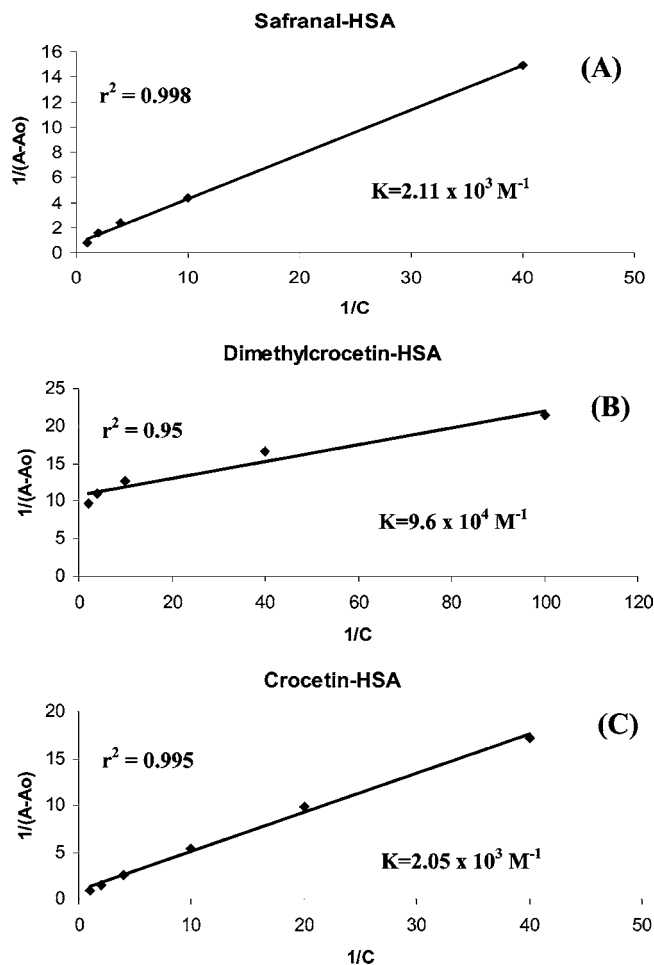 Safranal-HSA
(A)
r² = 0.998
K=2.11 x 10³ M⁻¹
1/(A-Ao)
16
14
12
10
8
6
4
2
0
0 10 20 30 40 50
1/C
Dimethylcrocetin-HSA
(B)
r² = 0.95
K=9.6 x 10⁴ M⁻¹
1/(A-Ao)
25
20
15
10
5
0
0 20 40 60 80 100 120
1/C
Crocetin-HSA
(C)
r² = 0.995
K=2.05 x 10³ M⁻¹
1/(A-Ao)
20
15
10
5
0
0 10 20 30 40 50
1/C